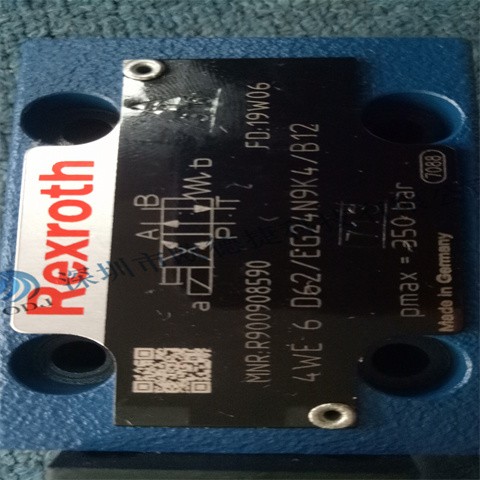 Rexroth
A B
a b
P T
FD:19W06
MNR:R900908590
4WE 6 D62/EG24N9K4/B12
pmax = 350 bar
7088
Made in Germany